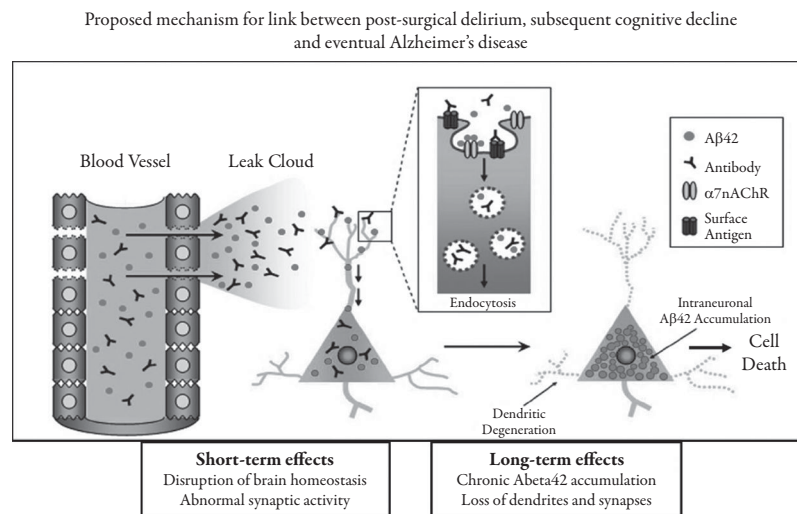 Proposed mechanism for link between post-surgical delirium, subsequent cognitive decline
and eventual Alzheimer's disease
Blood Vessel
Leak Cloud
Endocytosis
Aβ42
Antibody
α7nAChR
Surface
Antigen
Intraneuronal
Aβ42 Accumulation
Cell
Death
Dendritic
Degeneration
Short-term effects
Disruption of brain homeostasis
Abnormal synaptic activity
Long-term effects
Chronic Abeta42 accumulation
Loss of dendrites and synapses